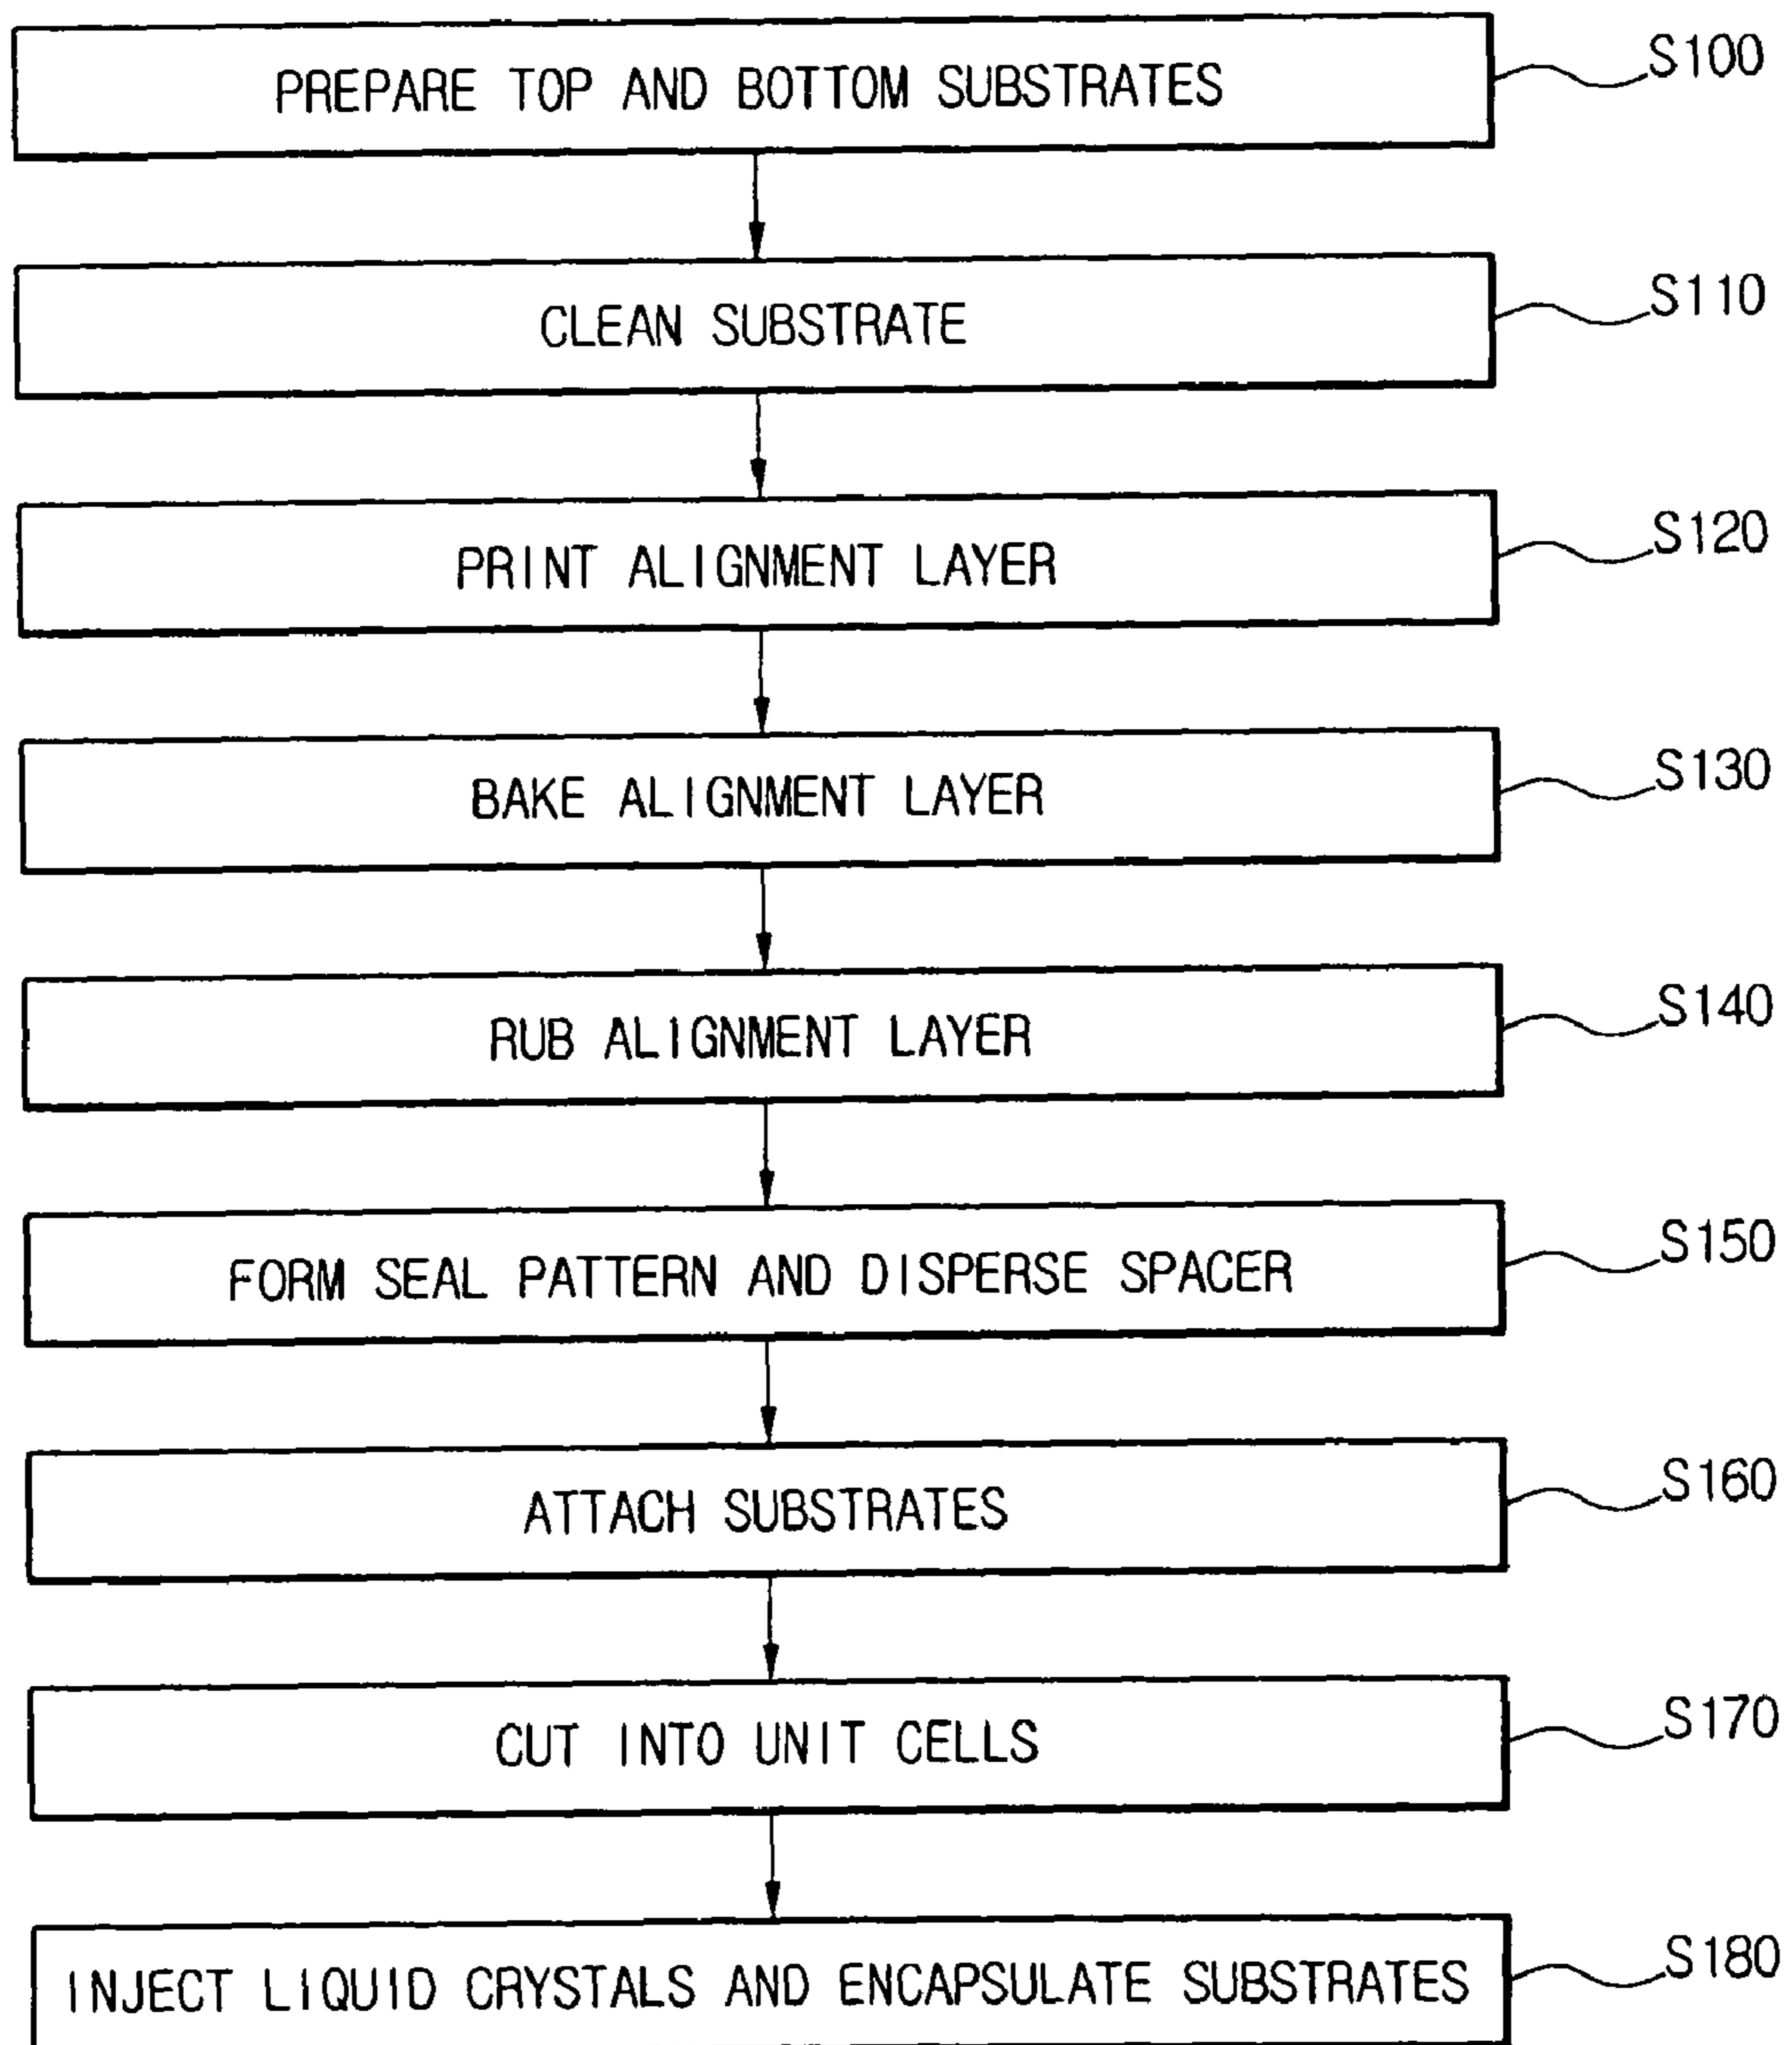 PREPARE TOP AND BOTTOM SUBSTRATES
S100
CLEAN SUBSTRATE
S110
PRINT ALIGNMENT LAYER
S120
BAKE ALIGNMENT LAYER
S130
RUB ALIGNMENT LAYER
S140
FORM SEAL PATTERN AND DISPERSE SPACER
S150
ATTACH SUBSTRATES
S160
CUT INTO UNIT CELLS
S170
INJECT LIQUID CRYSTALS AND ENCAPSULATE SUBSTRATES
S180